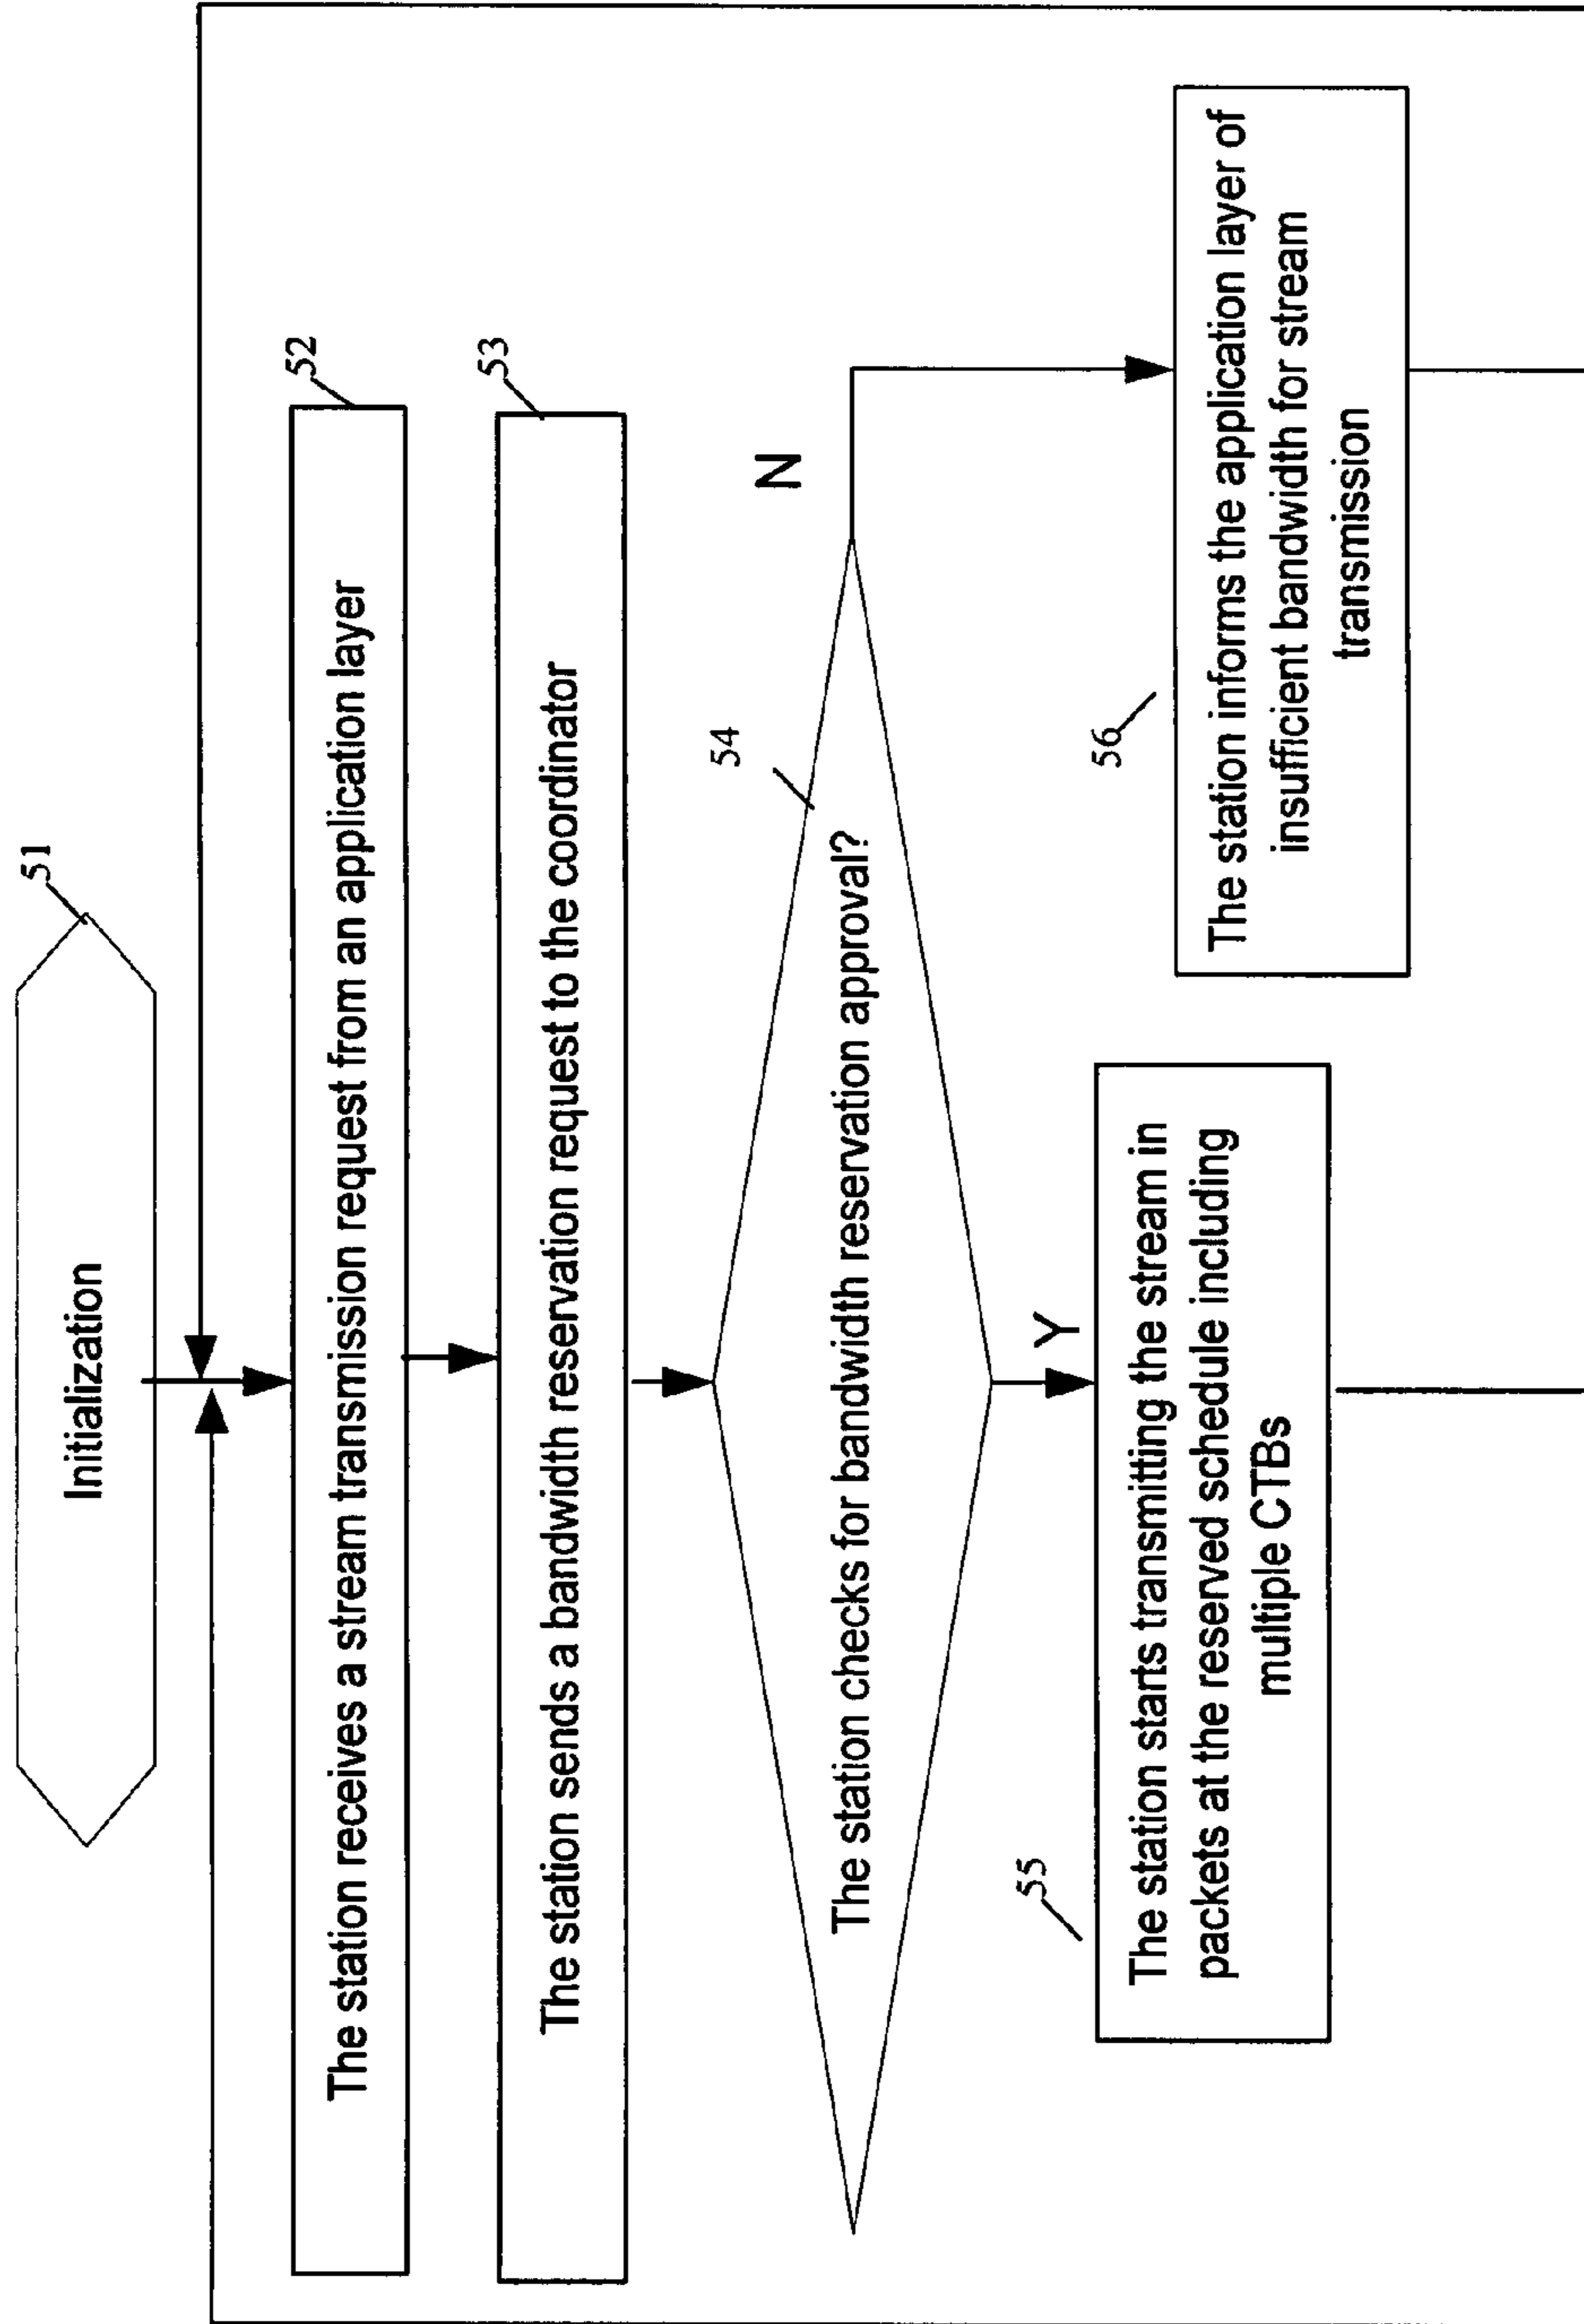 51
Initialization
52
The station receives a stream transmission request from an application layer
53
The station sends a bandwidth reservation request to the coordinator
54
The station checks for bandwidth reservation approval?
N
Y
55
The station starts transmitting the stream in
packets at the reserved schedule including
multiple CTBs
56
The station informs the application layer of
insufficient bandwidth for stream
transmission